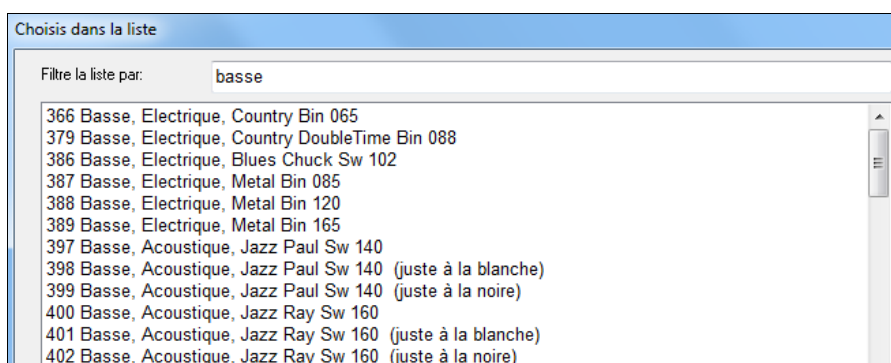 Choisis dans la liste
Filtre la liste par: basse
366 Basse, Electrique, Country Bin 065
379 Basse, Electrique, Country DoubleTime Bin 088
386 Basse, Electrique, Blues Chuck Sw 102
387 Basse, Electrique, Metal Bin 085
388 Basse, Electrique, Metal Bin 120
389 Basse, Electrique, Metal Bin 165
397 Basse, Acoustique, Jazz Paul Sw 140
398 Basse, Acoustique, Jazz Paul Sw 140 (juste à la blanche)
399 Basse, Acoustique, Jazz Paul Sw 140 (juste à la noire)
400 Basse, Acoustique, Jazz Ray Sw 160
401 Basse, Acoustique, Jazz Ray Sw 160 (juste à la blanche)
402 Basse, Acoustique, Jazz Ray Sw 160 (juste à la noire)